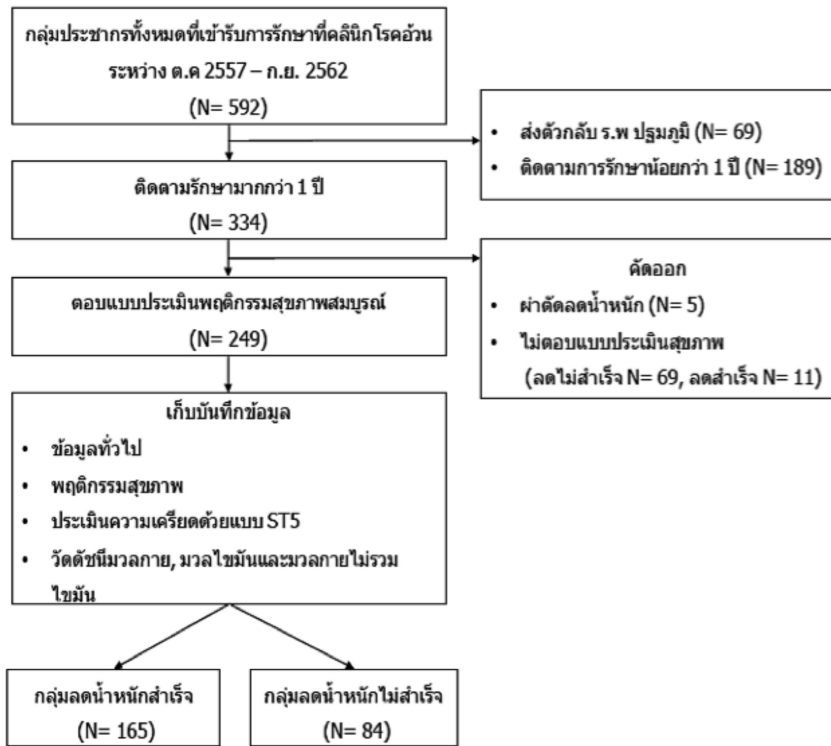 กลุ่มประชากรทั้งหมดที่เข้ารับการรักษาที่คลินิกโรคอ้วน
ระหว่าง ต.ค 2557 – ก.ย. 2562
(N= 592)
• ส่งตัวกลับ ร.พ ปฐมภูมิ (N= 69)
• ติดตามการรักษาน้อยกว่า 1 ปี (N= 189)
ติดตามรักษามากกว่า 1 ปี
(N= 334)
คัดออก
• ผ่าตัดลดน้ำหนัก (N= 5)
• ไม่ตอบแบบประเมินสุขภาพ
(ลดไม่สำเร็จ N= 69, ลดสำเร็จ N= 11)
ตอบแบบประเมินพฤติกรรมสุขภาพสมบูรณ์
(N= 249)
เก็บบันทึกข้อมูล
• ข้อมูลทั่วไป
• พฤติกรรมสุขภาพ
• ประเมินความเครียดด้วยแบบ ST5
• วัดดัชนีมวลกาย, มวลไขมันและมวลกายไม่รวม
ไขมัน
กลุ่มลดน้ำหนักสำเร็จ
(N= 165)
กลุ่มลดน้ำหนักไม่สำเร็จ
(N= 84)